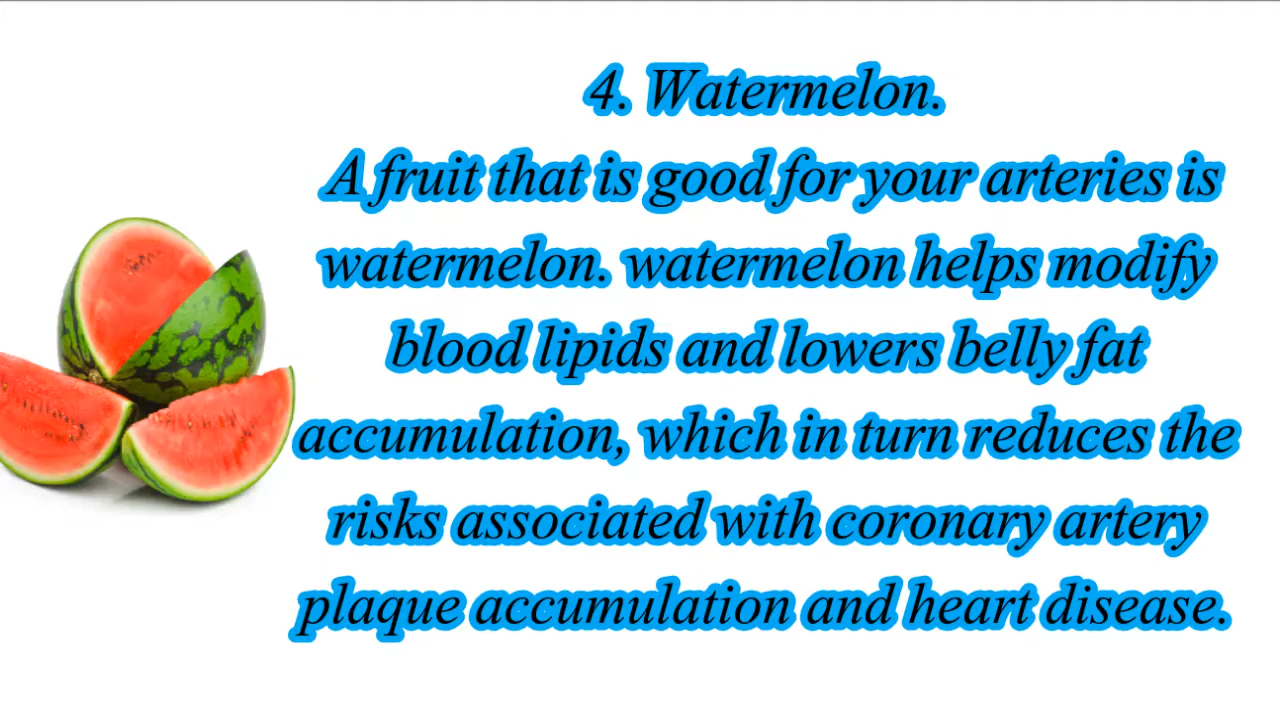 4. Watermelon.
A fruit that is good for your arteries is
watermelon. watermelon helps modify
blood lipids and lowers belly fat
accumulation, which in turn reduces the
risks associated with coronary artery
plaque accumulation and heart disease.